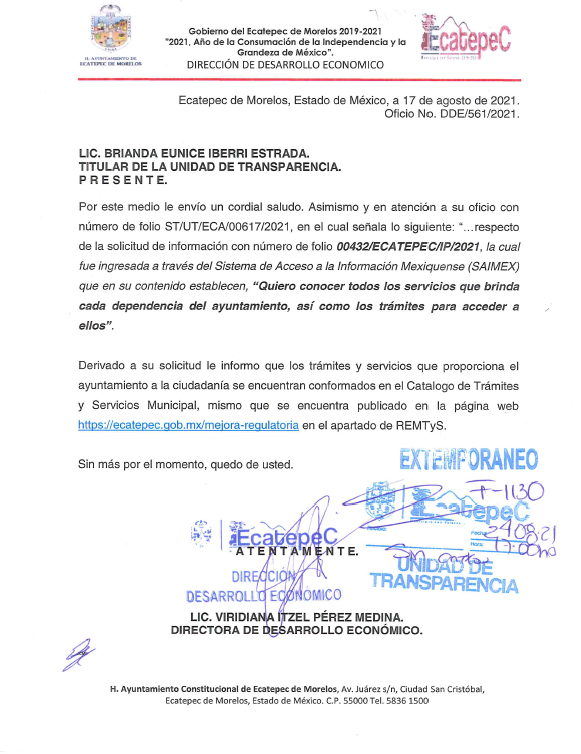 H. AYUNTAMIENTO DE
ECATEPEC DE MORELOS
Gobierno del Ecatepec de Morelos 2019-2021
"2021, Año de la Consumación de la Independencia y la
Grandeza de México".
DIRECCIÓN DE DESARROLLO ECONOMICO
EcatepeC
Ecatepec de Morelos, Estado de México, a 17 de agosto de 2021.
Oficio No. DDE/561/2021.
LIC. BRIANDA EUNICE IBERRI ESTRADA.
TITULAR DE LA UNIDAD DE TRANSPARENCIA.
P R E S E N T E.
Por este medio le envío un cordial saludo. Asimismo y en atención a su oficio con
número de folio ST/UT/ECA/00617/2021, en el cual señala lo siguiente: "…respecto
de la solicitud de información con número de folio 00432/ECATEPEC/IP/2021, la cual
fue ingresada a través del Sistema de Acceso a la Información Mexiquense (SAIMEX)
que en su contenido establecen, "Quiero conocer todos los servicios que brinda
cada dependencia del ayuntamiento, así como los trámites para acceder a
ellos".
Derivado a su solicitud le informo que los trámites y servicios que proporciona el
ayuntamiento a la ciudadanía se encuentran conformados en el Catalogo de Trámites
y Servicios Municipal, mismo que se encuentra publicado en la página web
https://ecatepec.gob.mx/mejora-regulatoria en el apartado de REMTyS.
Sin más por el momento, quedo de usted.
EXTEMPORANEO
T-1130
EcatepeC
Fecha: 24/08/21
Hora: 17:00hrs
UNIDAD DE
TRANSPARENCIA
EcatepeC
A T E N T A M E N T E.
DIRECCIÓN
DESARROLLO ECONÓMICO
LIC. VIRIDIANA ITZEL PÉREZ MEDINA.
DIRECTORA DE DESARROLLO ECONÓMICO.
H. Ayuntamiento Constitucional de Ecatepec de Morelos, Av. Juárez s/n, Ciudad San Cristóbal,
Ecatepec de Morelos, Estado de México. C.P. 55000 Tel. 5836 1500